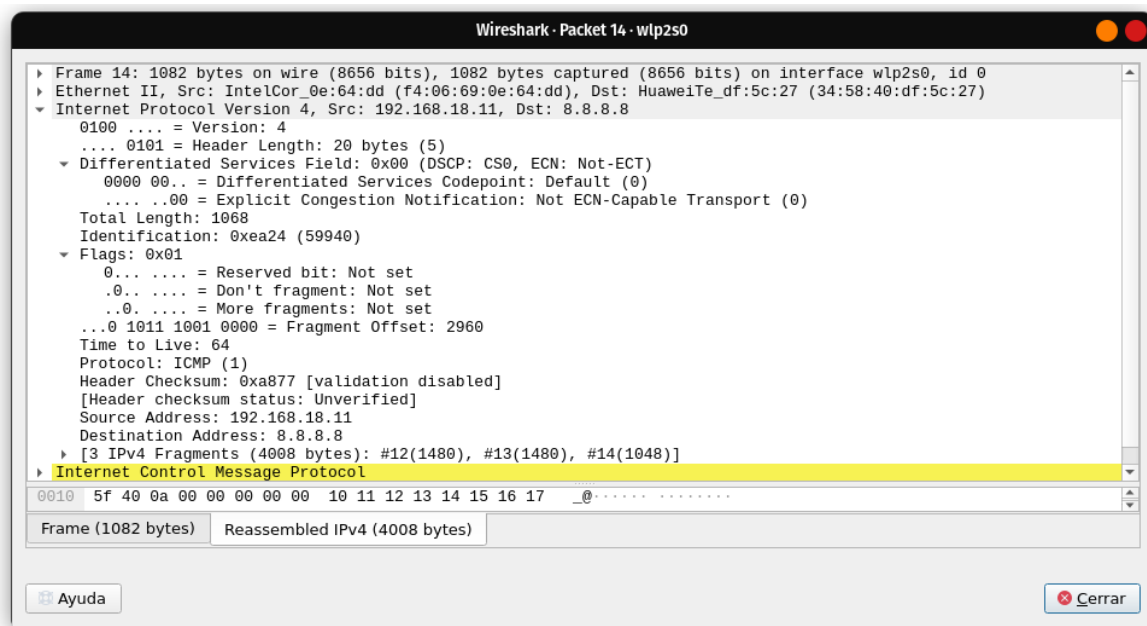 Wireshark · Packet 14 · wlp2s0
Frame 14: 1082 bytes on wire (8656 bits), 1082 bytes captured (8656 bits) on interface wlp2s0, id 0
Ethernet II, Src: IntelCor_0e:64:dd (f4:06:69:0e:64:dd), Dst: HuaweiTe_df:5c:27 (34:58:40:df:5c:27)
Internet Protocol Version 4, Src: 192.168.18.11, Dst: 8.8.8.8
0100 .... = Version: 4
.... 0101 = Header Length: 20 bytes (5)
Differentiated Services Field: 0x00 (DSCP: CS0, ECN: Not-ECT)
0000 00.. = Differentiated Services Codepoint: Default (0)
.... ..00 = Explicit Congestion Notification: Not ECN-Capable Transport (0)
Total Length: 1068
Identification: 0xea24 (59940)
Flags: 0x01
0... .... = Reserved bit: Not set
.0.. .... = Don't fragment: Not set
..0. .... = More fragments: Not set
...0 1011 1001 0000 = Fragment Offset: 2960
Time to Live: 64
Protocol: ICMP (1)
Header Checksum: 0xa877 [validation disabled]
[Header checksum status: Unverified]
Source Address: 192.168.18.11
Destination Address: 8.8.8.8
[3 IPv4 Fragments (4008 bytes): #12(1480), #13(1480), #14(1048)]
Internet Control Message Protocol
0010 5f 40 0a 00 00 00 00 00 10 11 12 13 14 15 16 17 _@······ ········
Frame (1082 bytes) Reassembled IPv4 (4008 bytes)
Ayuda Cerrar